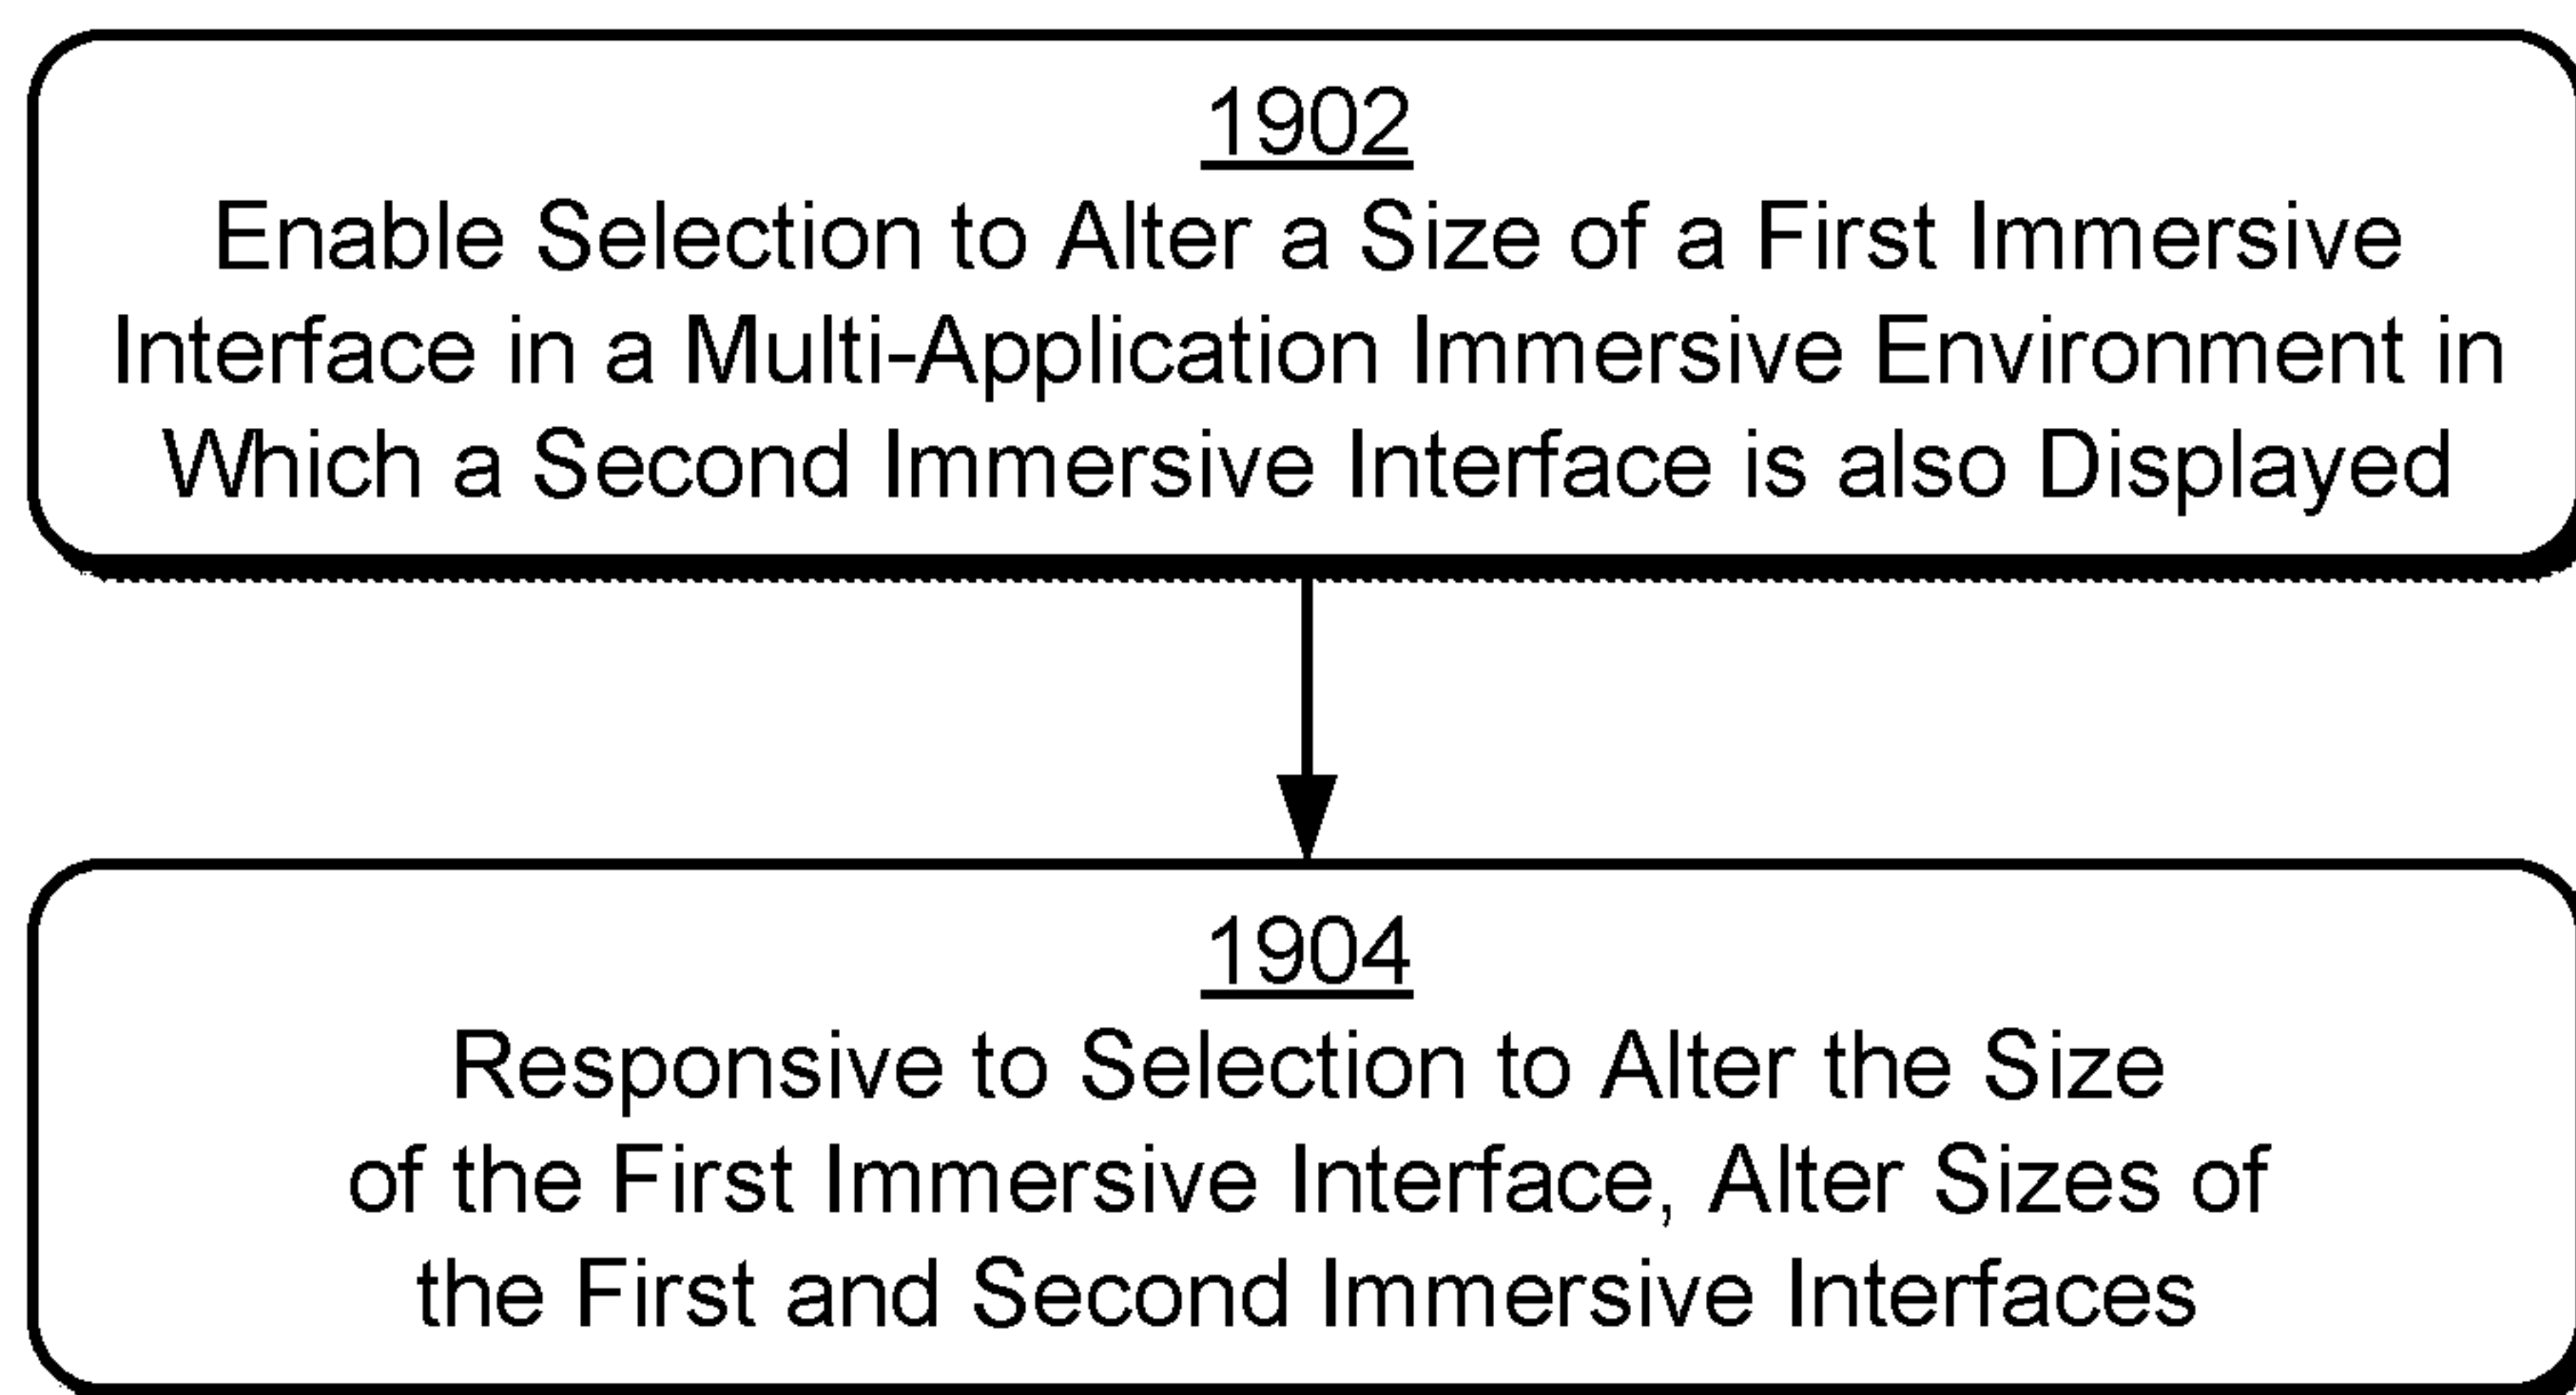 1902
Enable Selection to Alter a Size of a First Immersive
Interface in a Multi-Application Immersive Environment in
Which a Second Immersive Interface is also Displayed
1904
Responsive to Selection to Alter the Size
of the First Immersive Interface, Alter Sizes of
the First and Second Immersive Interfaces